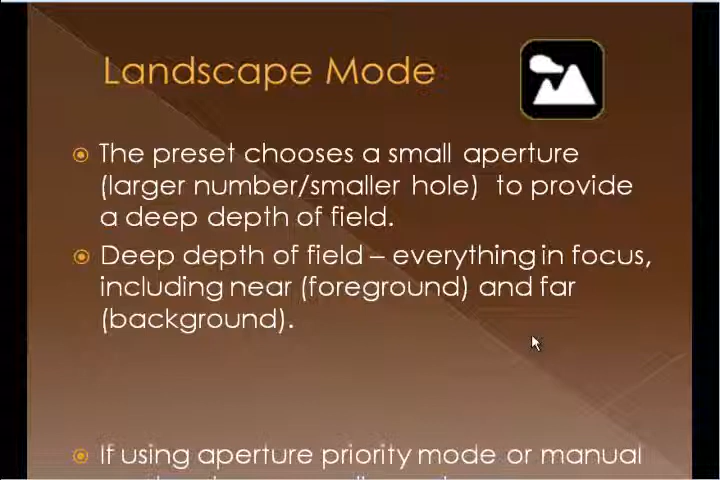 Landscape Mode
The preset chooses a small aperture
(larger number/smaller hole) to provide
a deep depth of field.
Deep depth of field – everything in focus,
including near (foreground) and far
(background).
If using aperture priority mode or manual